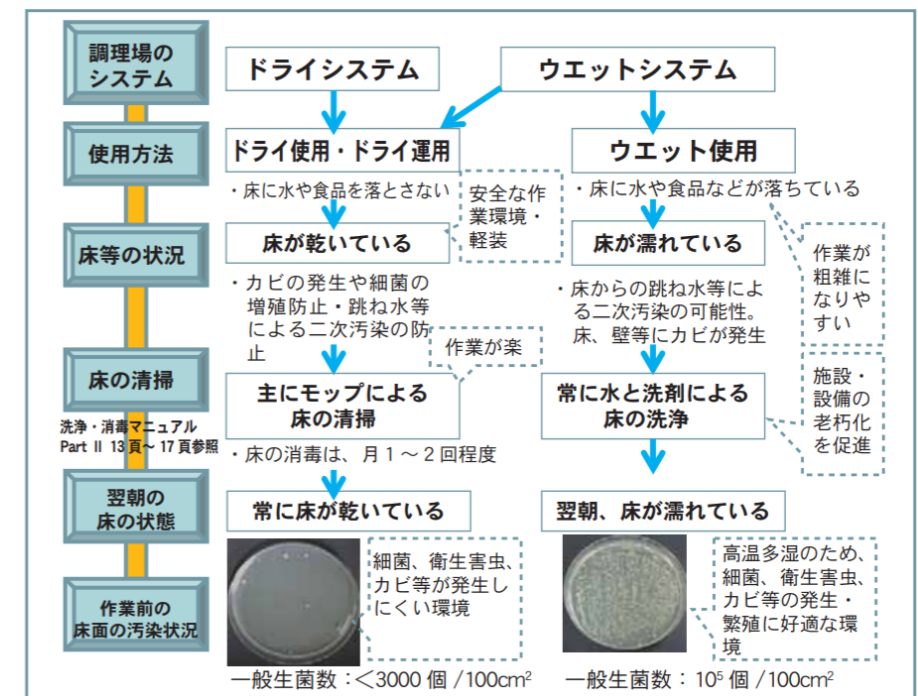 調理場の
システム
ドライシステム
ウエットシステム
使用方法
ドライ使用・ドライ運用
ウエット使用
・床に水や食品を落とさない
安全な作
業環境・
軽装
・床に水や食品などが落ちている
床等の状況
床が乾いている
床が濡れている
作業が
粗雑に
なりや
すい
・カビの発生や細菌の
増殖防止・跳ね水等
による二次汚染の防
止
・床からの跳ね水等によ
る二次汚染の可能性。
床、壁等にカビが発生
作業が楽
床の清掃
主にモップによる
床の清掃
常に水と洗剤による
床の洗浄
施設・
設備の
老朽化
を促進
洗浄・消毒マニュアル
Part Ⅱ 13頁~17頁参照
・床の消毒は、月1~2回程度
翌朝の
床の状態
常に床が乾いている
翌朝、床が濡れている
作業前の
床面の汚染状況
細菌、衛生害虫、
カビ等が発生し
にくい環境
高温多湿のため、
細菌、衛生害虫、
カビ等の発生・
繁殖に好適な環
境
一般生菌数:<3000個/100cm²
一般生菌数:10⁵個/100cm²